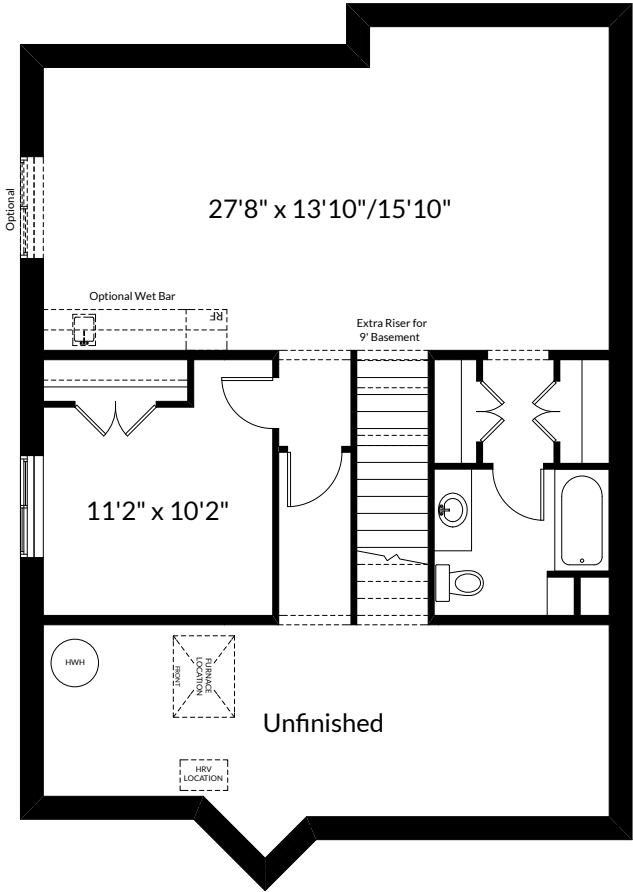 Optional
27'8" x 13'10"/15'10"
Optional Wet Bar
RF
Extra Riser for
9' Basement
11'2" x 10'2"
HWH
FURNACE
LOCATION
FRONT
Unfinished
HRV
LOCATION